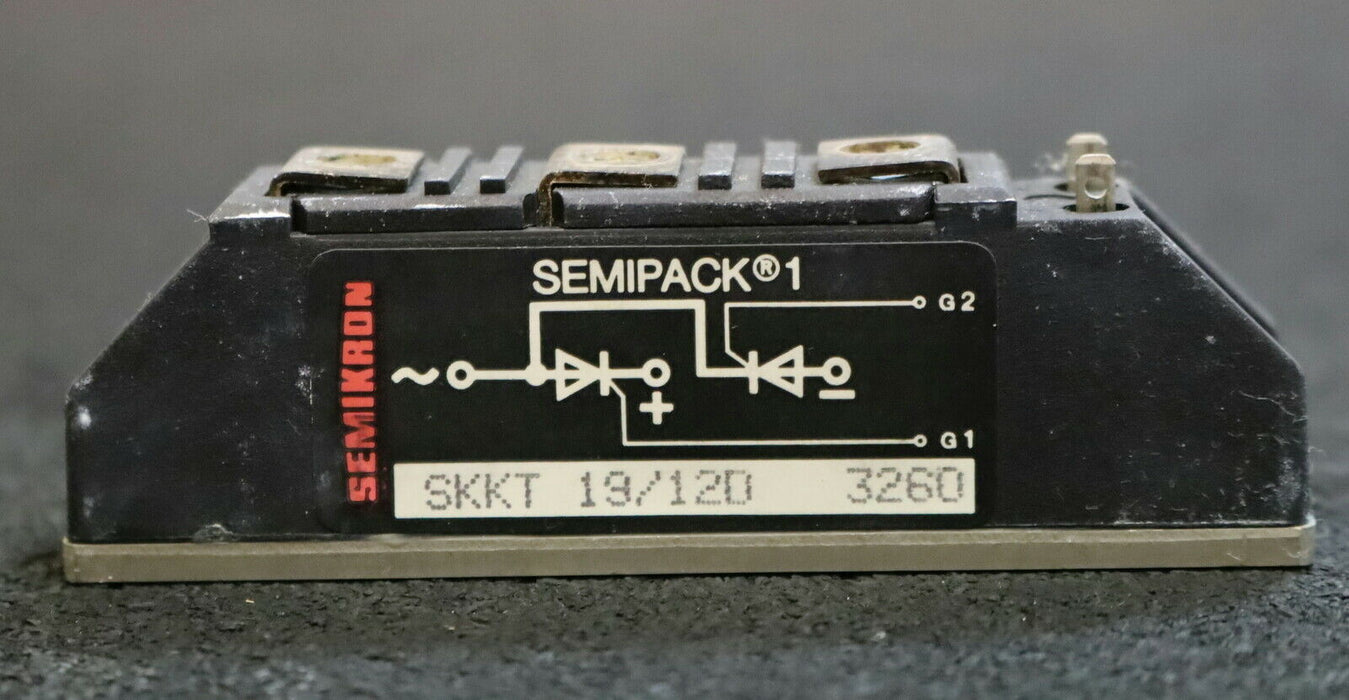 SEMIPACK®1
SEMIKRON
G2
~
+
–
G1
SKKT 19/12D 3260